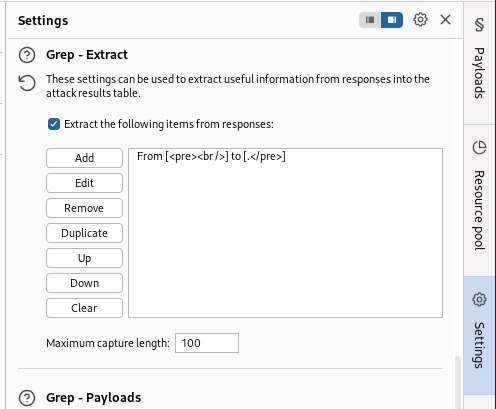 Settings
Grep - Extract
These settings can be used to extract useful information from responses into the
attack results table.
Extract the following items from responses:
Add
From [<pre><br />] to [.</pre>]
Edit
Remove
Duplicate
Up
Down
Clear
Maximum capture length: 100
Grep - Payloads
Payloads
Resource pool
Settings